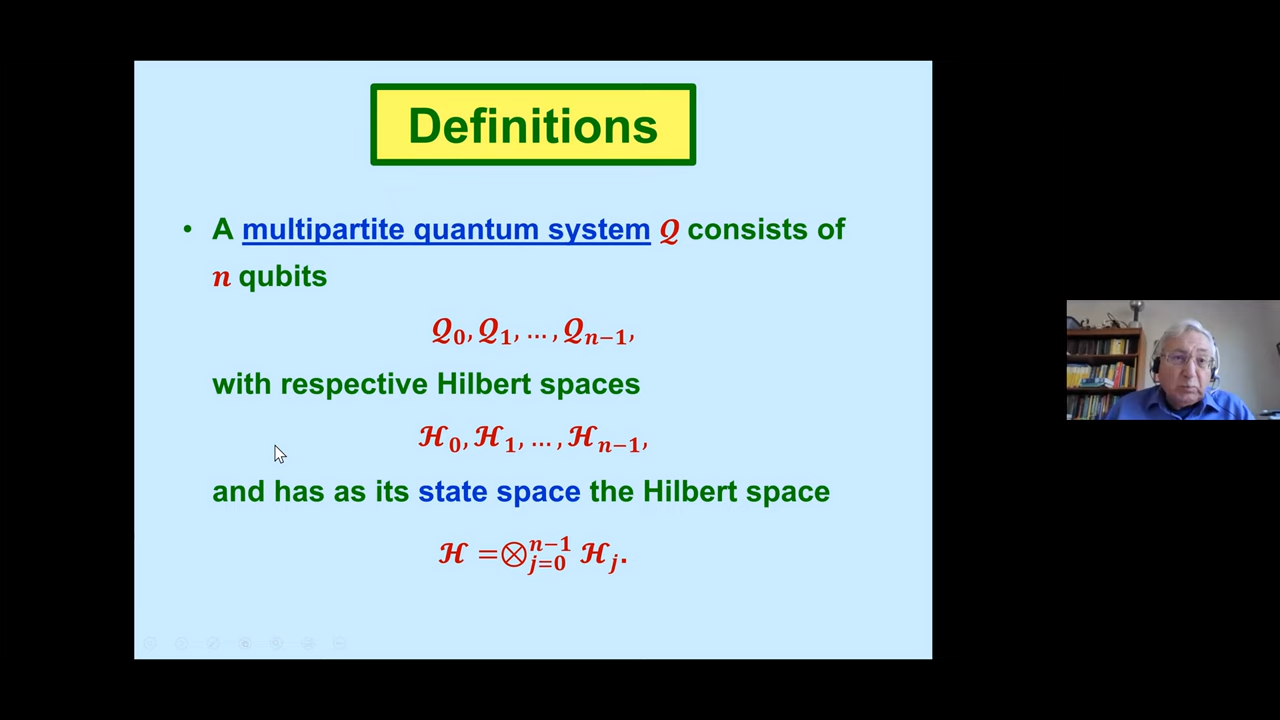 Definitions
• A multipartite quantum system 𝒬 consists of
n qubits
𝒬₀, 𝒬₁, …, 𝒬ₙ₋₁,
with respective Hilbert spaces
ℋ₀, ℋ₁, …, ℋₙ₋₁,
and has as its state space the Hilbert space
ℋ =⊗_{j=0}^{n−1} ℋⱼ.